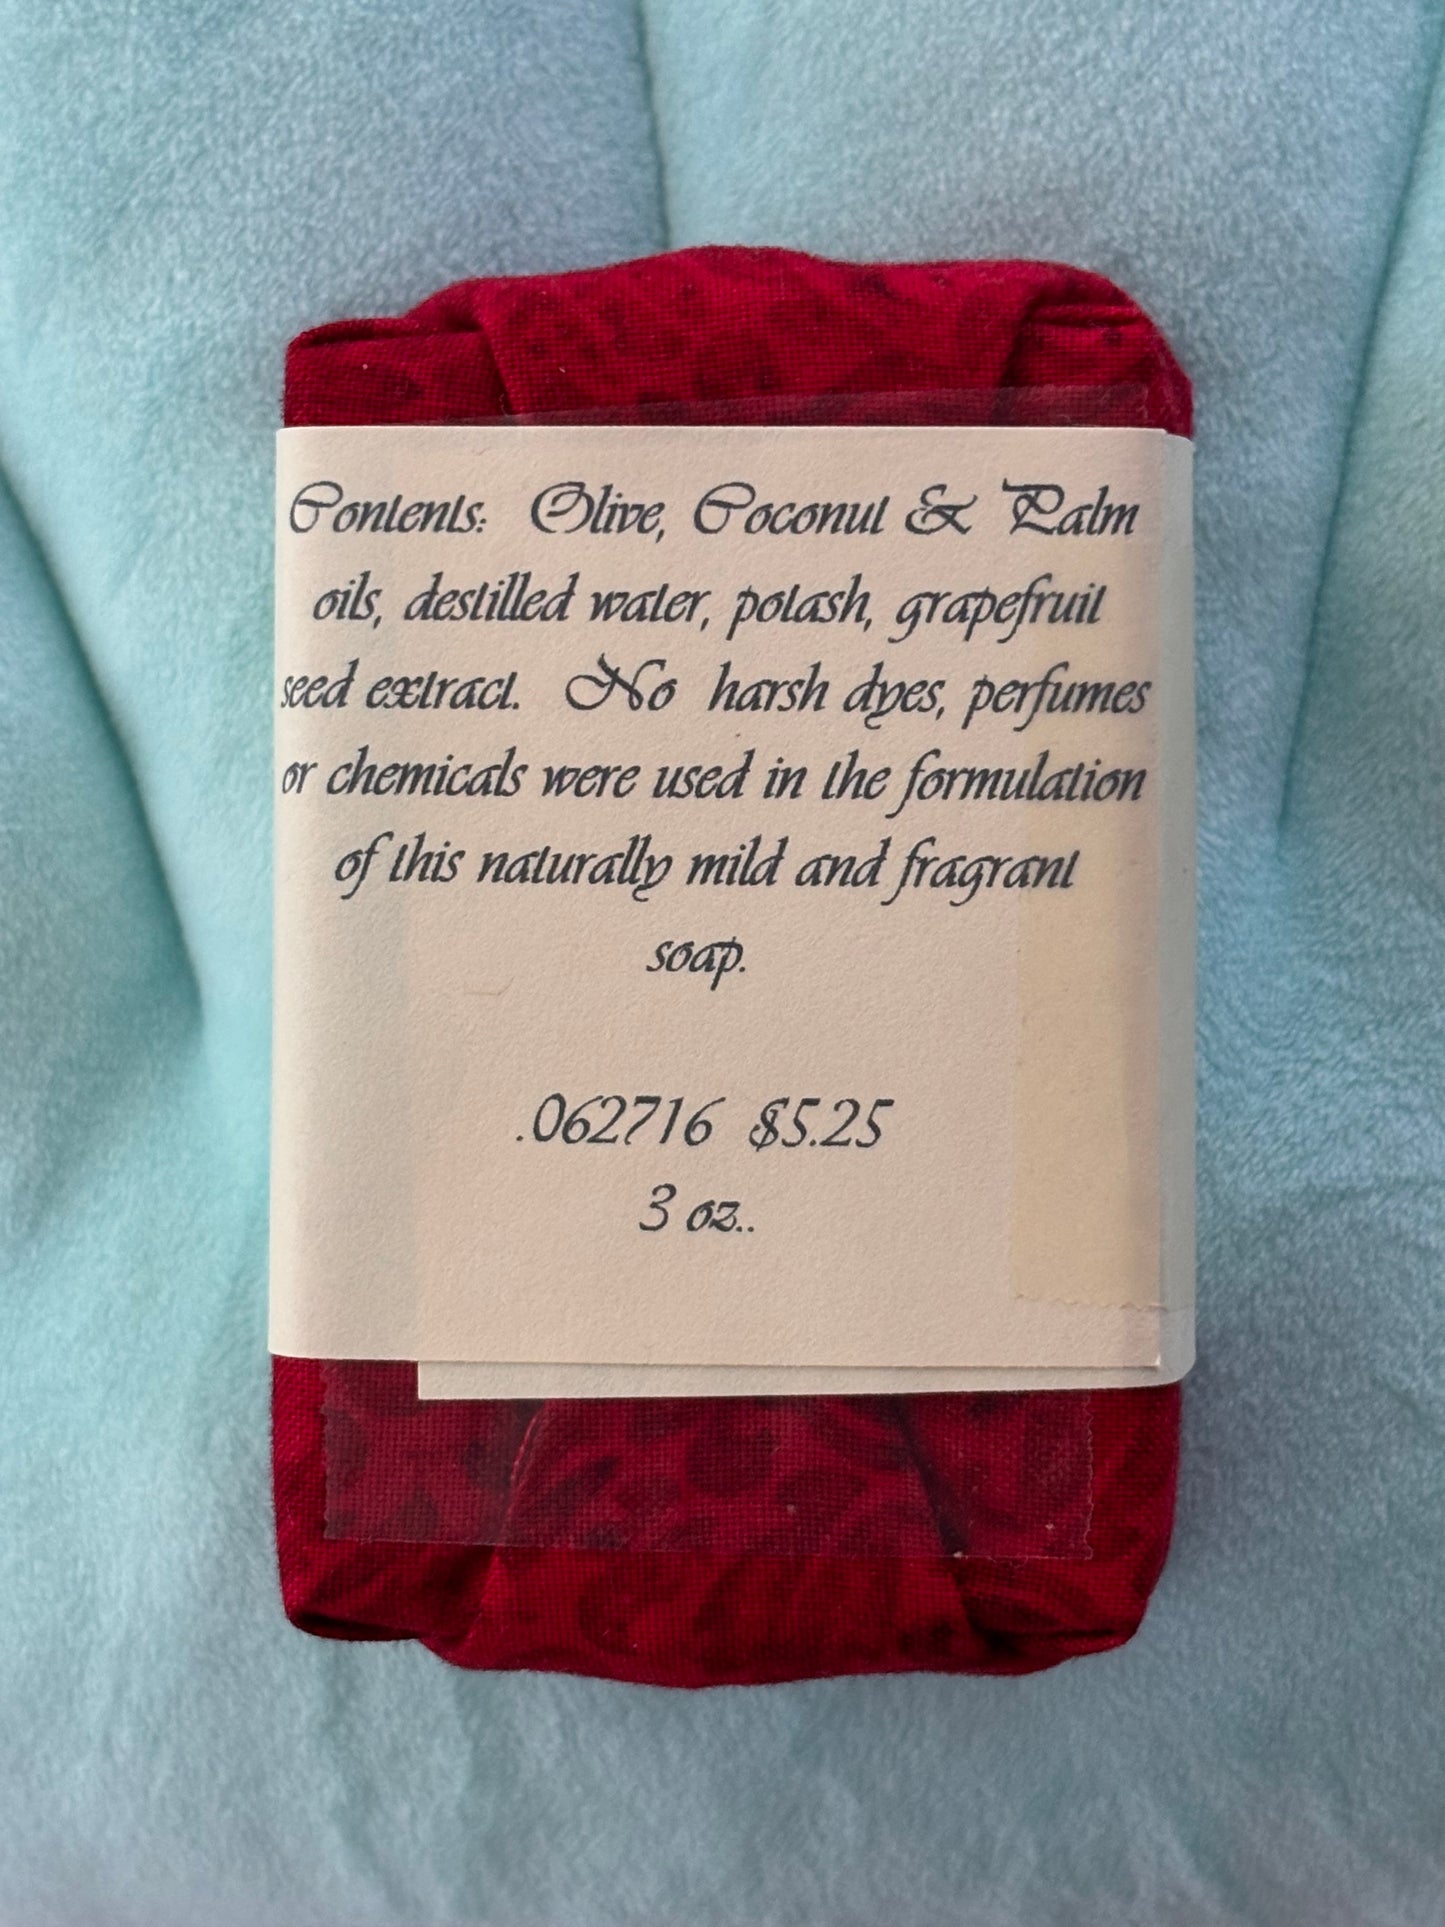 Contents: Olive, Coconut & Palm
oils, destilled water, potash, grapefruit
seed extract. No harsh dyes, perfumes
or chemicals were used in the formulation
of this naturally mild and fragrant
soap.
.062716 $5.25
3 oz..